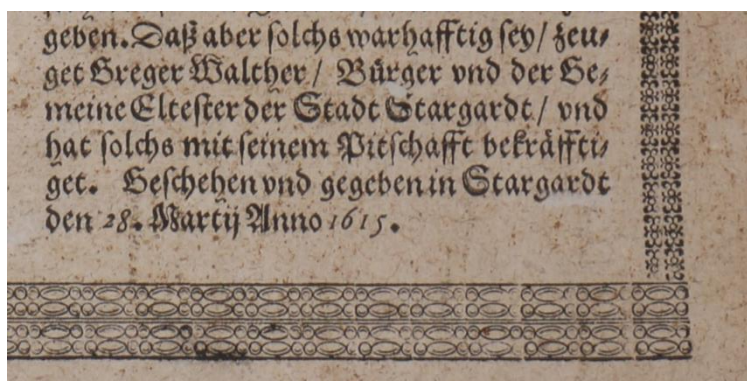 geben. Daß aber solchs warhafftig sey/ zeu⸗
get Greger Walther/ Bürger vnd der Ge⸗
meine Eltester der Stadt Stargardt/ vnd
hat solchs mit seinem Pitschafft bekräffti⸗
get. Geschehen vnd gegeben in Stargardt
den 28. Martij Anno 1615.